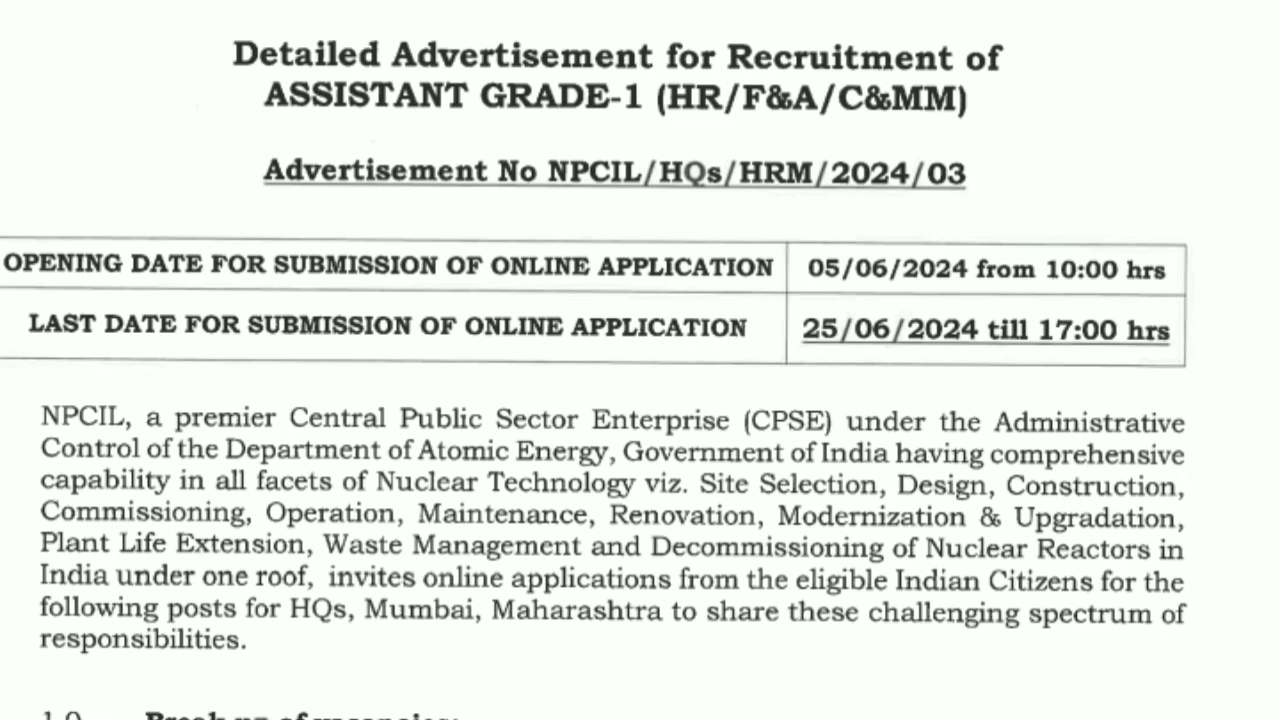 Detailed Advertisement for Recruitment of
ASSISTANT GRADE-1 (HR/F&A/C&MM)
Advertisement No NPCIL/HQs/HRM/2024/03
OPENING DATE FOR SUBMISSION OF ONLINE APPLICATION 05/06/2024 from 10:00 hrs
LAST DATE FOR SUBMISSION OF ONLINE APPLICATION 25/06/2024 till 17:00 hrs
NPCIL, a premier Central Public Sector Enterprise (CPSE) under the Administrative
Control of the Department of Atomic Energy, Government of India having comprehensive
capability in all facets of Nuclear Technology viz. Site Selection, Design, Construction,
Commissioning, Operation, Maintenance, Renovation, Modernization & Upgradation,
Plant Life Extension, Waste Management and Decommissioning of Nuclear Reactors in
India under one roof, invites online applications from the eligible Indian Citizens for the
following posts for HQs, Mumbai, Maharashtra to share these challenging spectrum of
responsibilities.
1.0 Break up of vacancies: